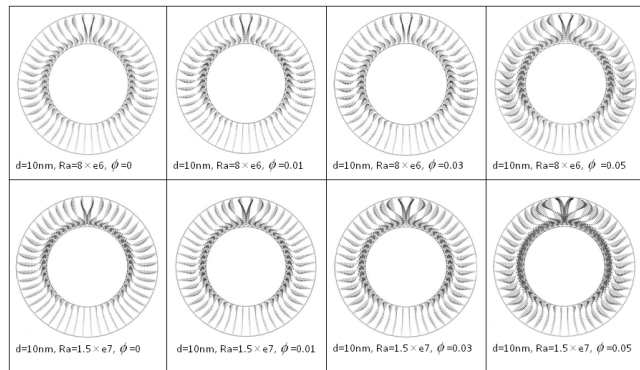 d=10nm, Ra=8×e6, ϕ=0
d=10nm, Ra=8×e6, ϕ=0.01
d=10nm, Ra=8×e6, ϕ=0.03
d=10nm, Ra=8×e6, ϕ=0.05
d=10nm, Ra=1.5×e7, ϕ=0
d=10nm, Ra=1.5×e7, ϕ=0.01
d=10nm, Ra=1.5×e7, ϕ=0.03
d=10nm, Ra=1.5×e7, ϕ=0.05